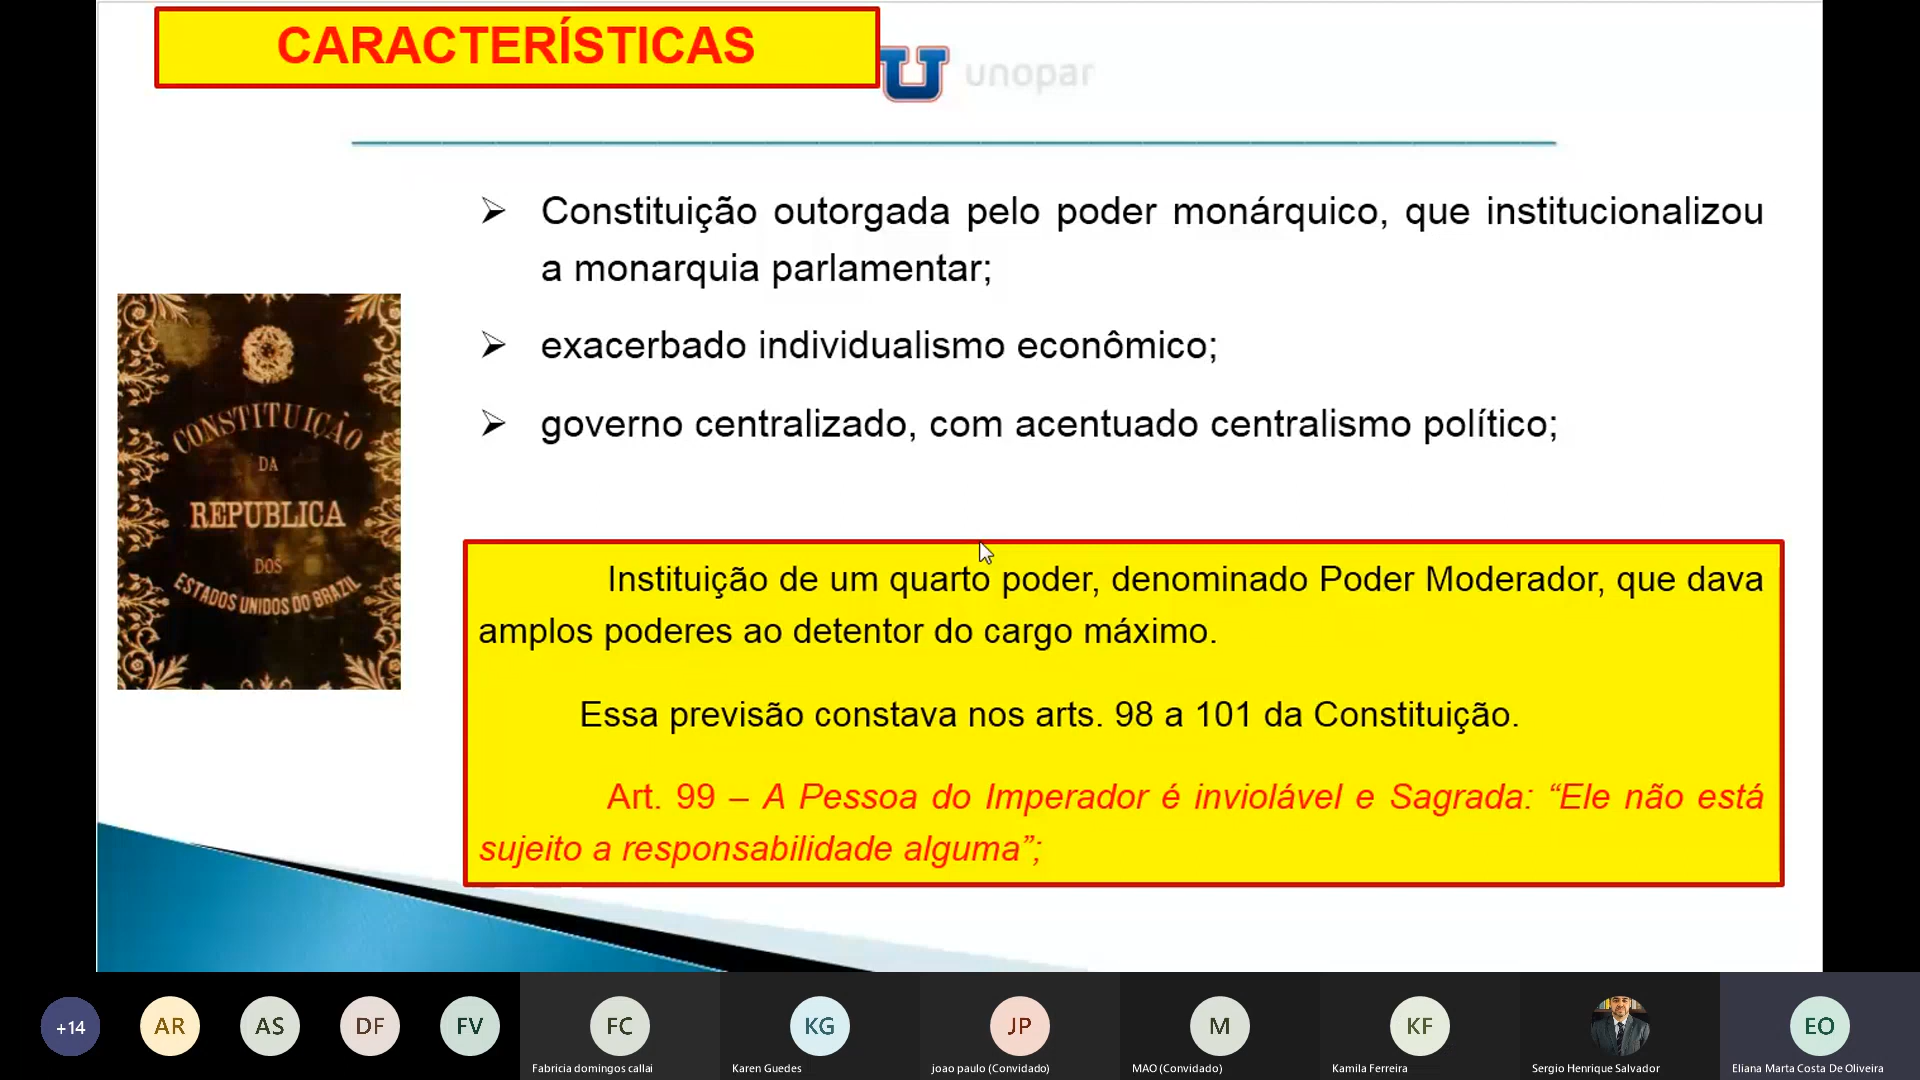 CARACTERÍSTICAS
unopar
➢ Constituição outorgada pelo poder monárquico, que institucionalizou
a monarquia parlamentar;
➢ exacerbado individualismo econômico;
➢ governo centralizado, com acentuado centralismo político;
CONSTITUIÇÃO
DA
REPUBLICA
DOS
ESTADOS UNIDOS DO BRAZIL
Instituição de um quarto poder, denominado Poder Moderador, que dava
amplos poderes ao detentor do cargo máximo.
Essa previsão constava nos arts. 98 a 101 da Constituição.
Art. 99 – A Pessoa do Imperador é inviolável e Sagrada: “Ele não está
sujeito a responsabilidade alguma”;
+14 AR AS DF FV FC KG JP M KF EO
Fabricia domingos callai Karen Guedes joao paulo (Convidado) MAO (Convidado) Kamila Ferreira Sergio Henrique Salvador Eliana Marta Costa De Oliveira